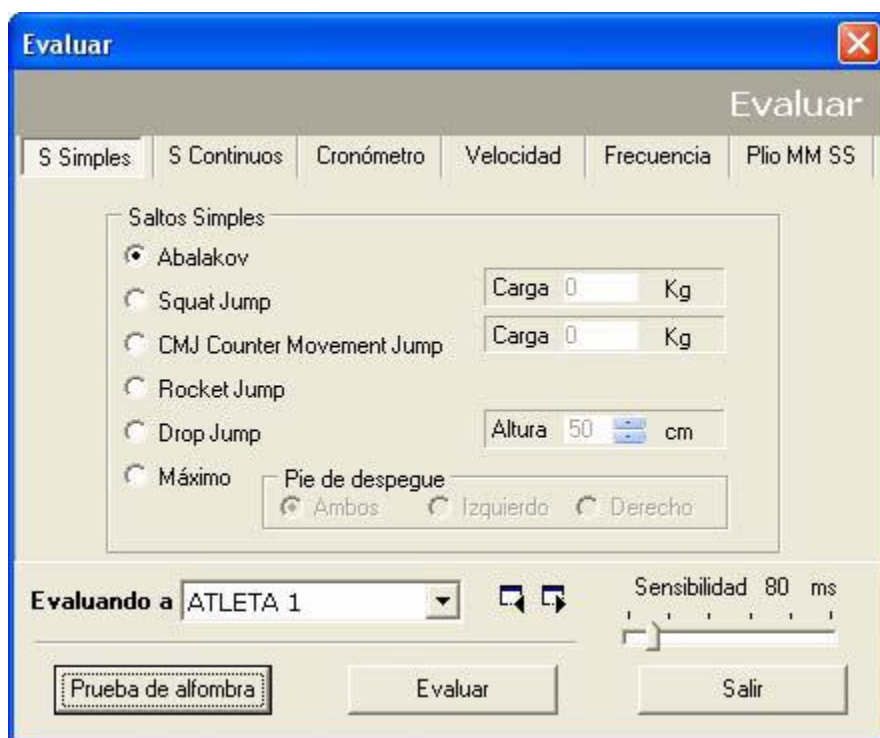 Evaluar
Evaluar
S Simples S Continuos Cronómetro Velocidad Frecuencia Plio MM SS
Saltos Simples
Abalakov
Squat Jump Carga 0 Kg
CMJ Counter Movement Jump Carga 0 Kg
Rocket Jump
Drop Jump Altura 50 cm
Máximo Pie de despegue
Ambos Izquierdo Derecho
Evaluando a ATLETA 1 Sensibilidad 80 ms
Prueba de alfombra Evaluar Salir